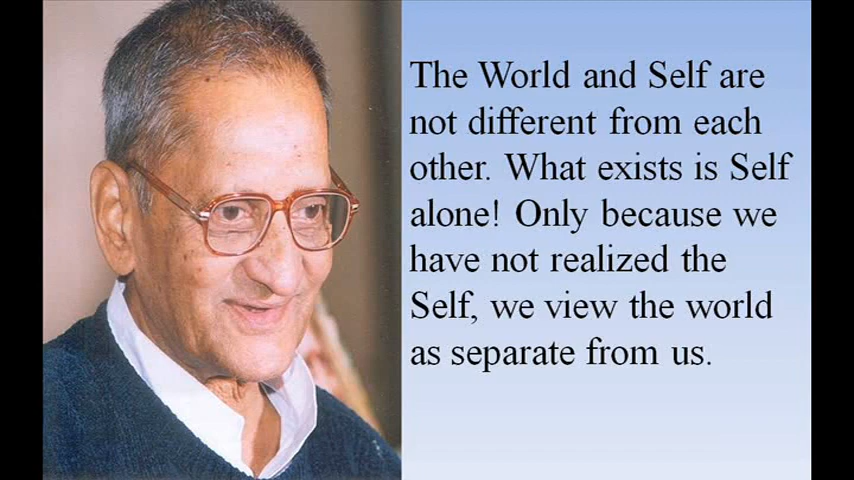 The World and Self are
not different from each
other. What exists is Self
alone! Only because we
have not realized the
Self, we view the world
as separate from us.